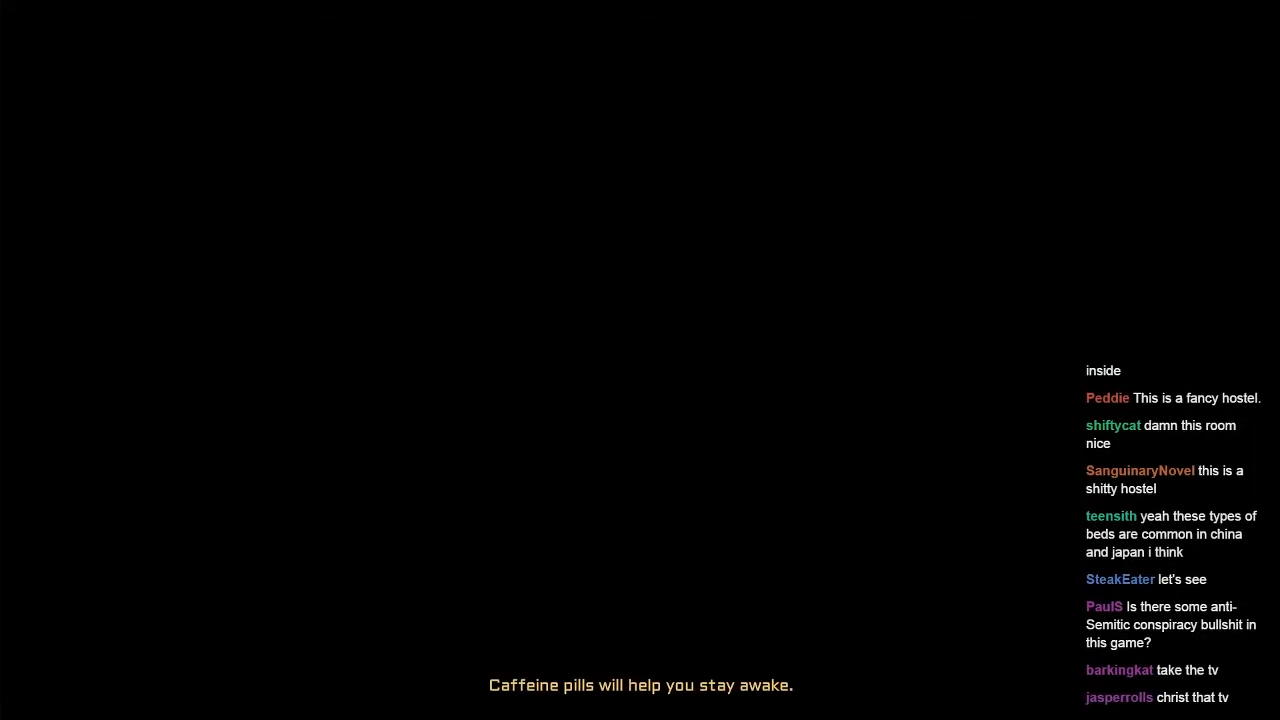 inside
Peddie This is a fancy hostel.
shiftycat damn this room
nice
SanguinaryNovel this is a
shitty hostel
teensith yeah these types of
beds are common in china
and japan i think
SteakEater let's see
PaulS Is there some anti-
Semitic conspiracy bullshit in
this game?
barkingkat take the tv
jasperrolls christ that tv
Caffeine pills will help you stay awake.